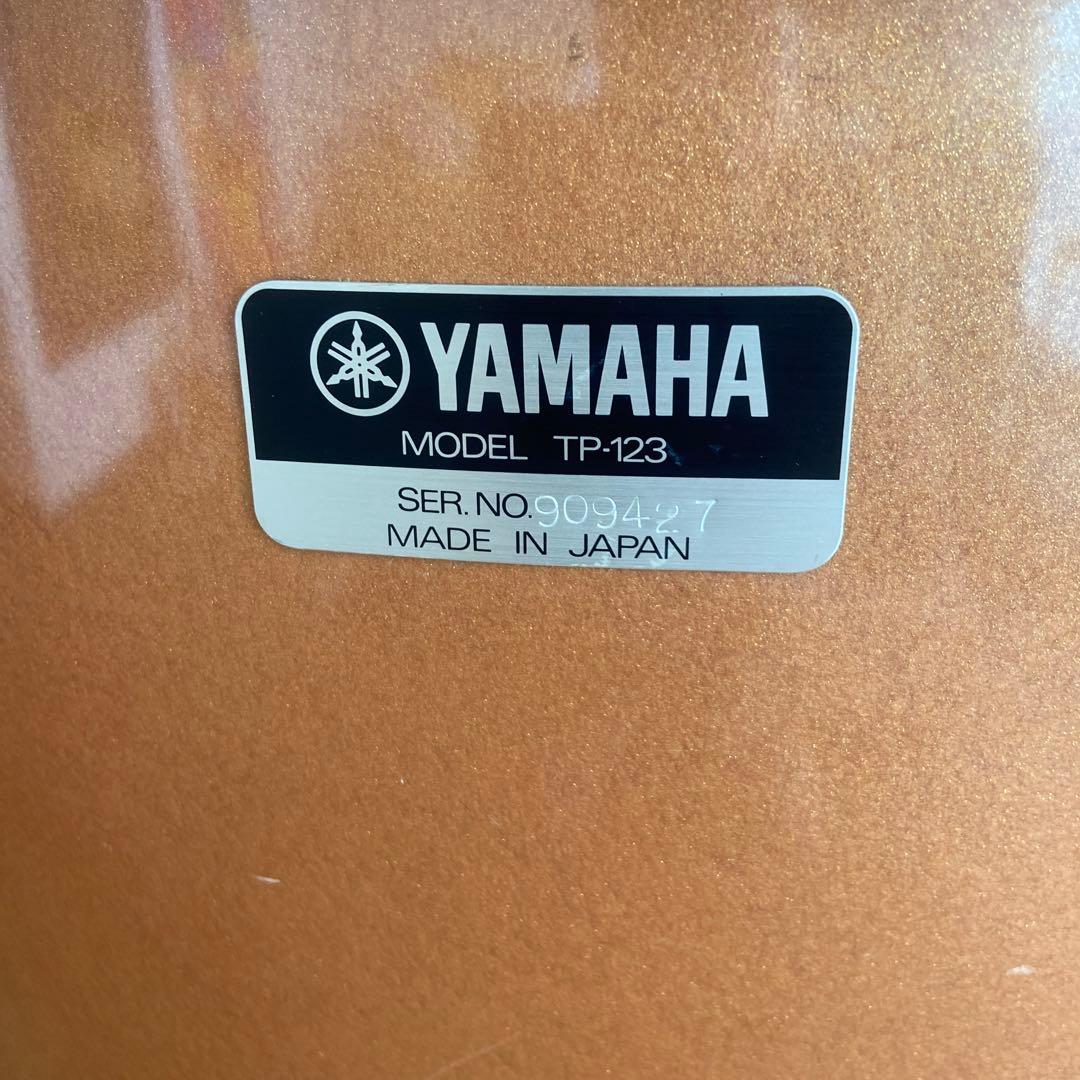 YAMAHA
MODEL TP-123
SER. NO. 909427
MADE IN JAPAN